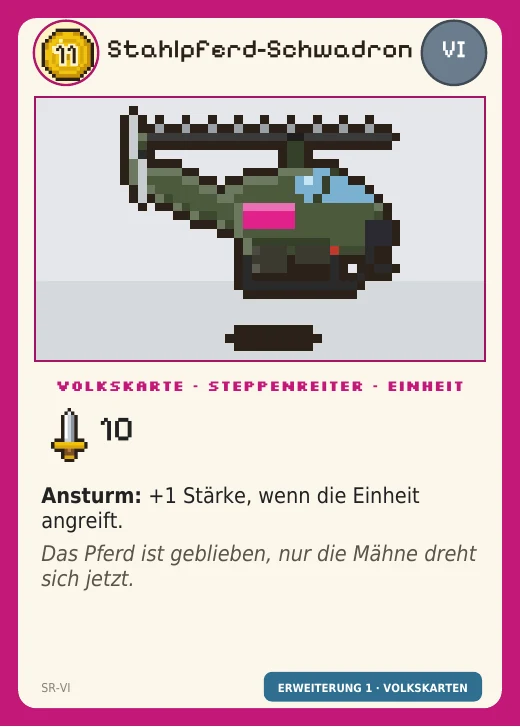 11 Stahlpferd-Schwadron VI
VOLKSKARTE - STEPPENREITER - EINHEIT
10
Ansturm: +1 Stärke, wenn die Einheit
angreift.
Das Pferd ist geblieben, nur die Mähne dreht
sich jetzt.
SR-VI ERWEITERUNG 1 · VOLKSKARTEN